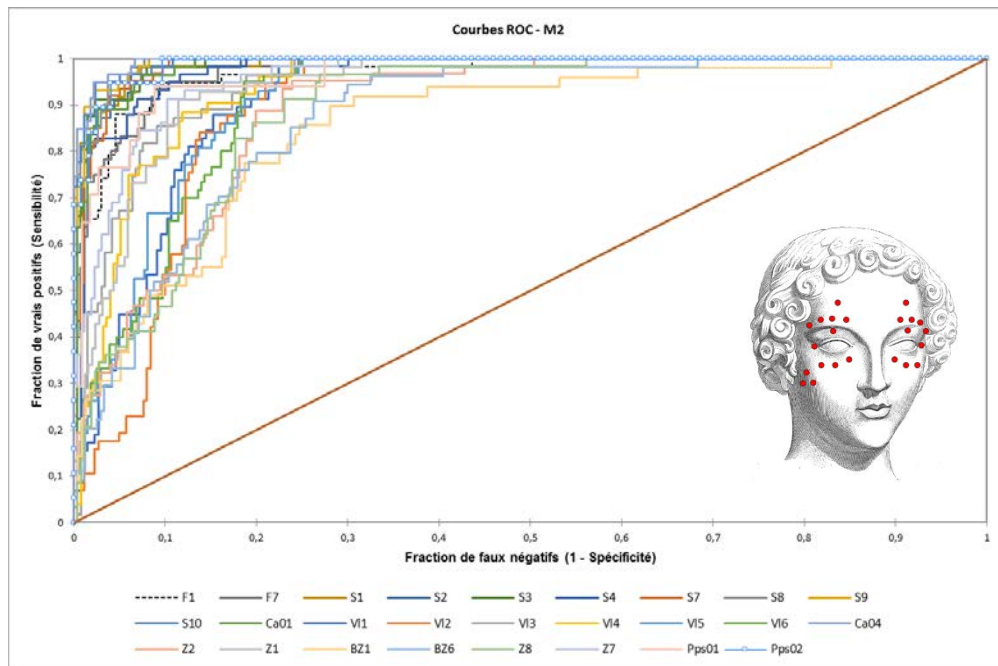 Courbes ROC - M2
1
0,9
0,8
0,7
0,6
0,5
0,4
0,3
0,2
0,1
0
Fraction de vrais positifs (Sensibilité)
0 0,1 0,2 0,3 0,4 0,5 0,6 0,7 0,8 0,9 1
Fraction de faux négatifs (1 - Spécificité)
F1 F7 S1 S2 S3 S4 S7 S8 S9
S10 Ca01 VI1 VI2 VI3 VI4 VI5 VI6 Ca04
Z2 Z1 BZ1 BZ6 Z8 Z7 Pps01 Pps02